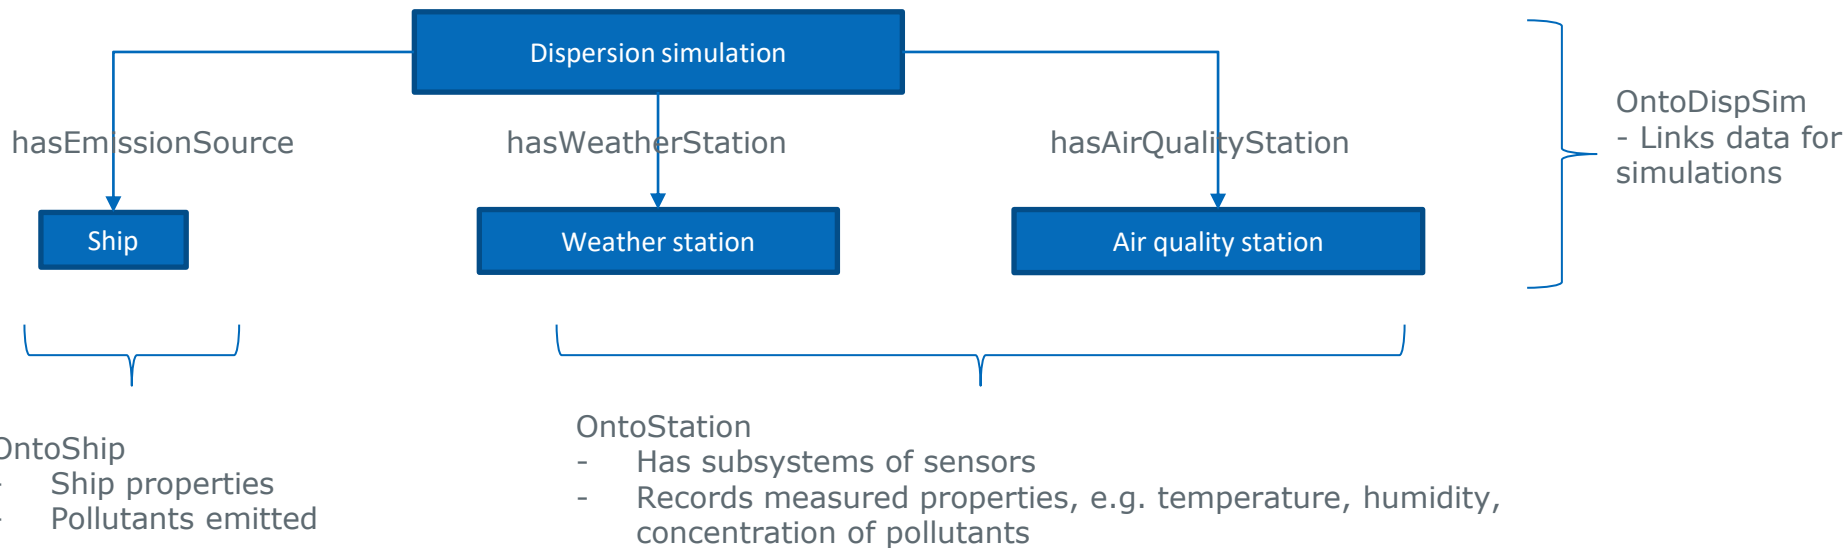 Dispersion simulation
hasEmissionSource
hasWeatherStation
hasAirQualityStation
OntoDispSim
- Links data for
simulations
Ship
Weather station
Air quality station
OntoShip
- Ship properties
- Pollutants emitted
OntoStation
- Has subsystems of sensors
- Records measured properties, e.g. temperature, humidity,
concentration of pollutants